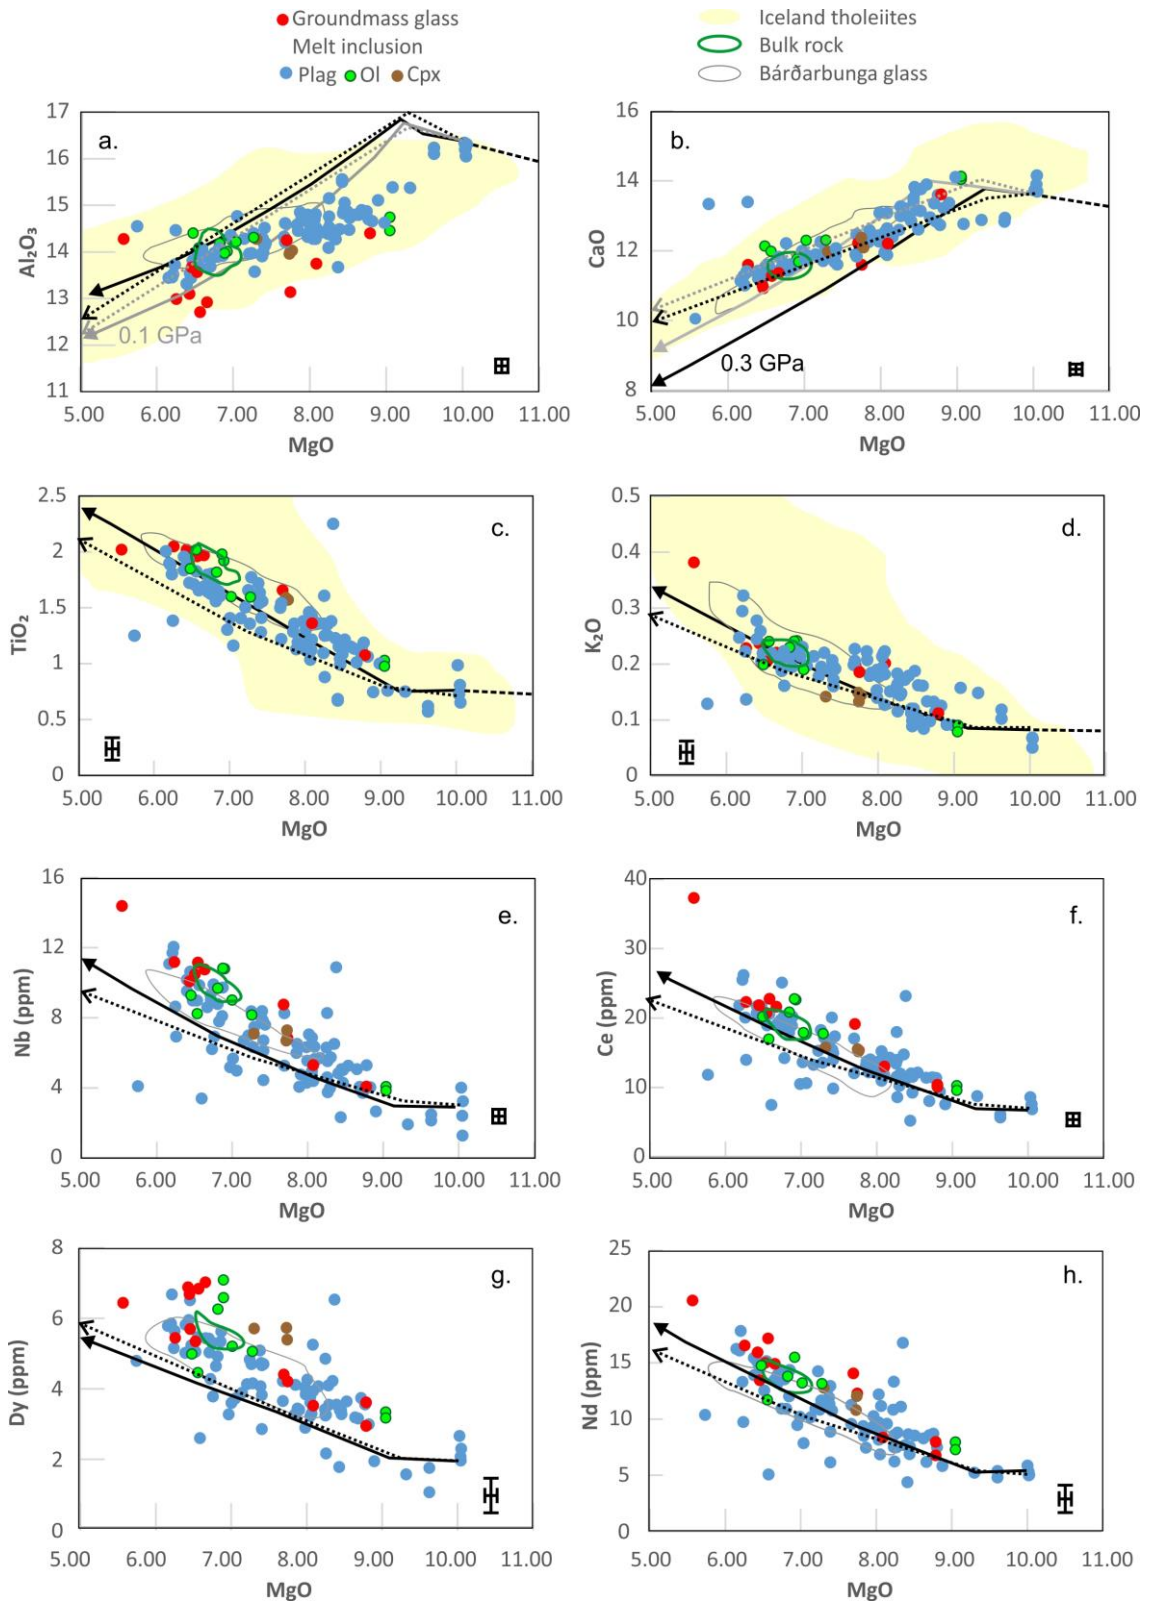 Groundmass glass
Melt inclusion
Plag Ol Cpx
Iceland tholeiites
Bulk rock
Bárðarbunga glass
a.
17
16
15
14
13
12
11
Al₂O₃
0.1 GPa
5.00 6.00 7.00 8.00 9.00 10.00 11.00
MgO
b.
16
14
12
10
8
CaO
0.3 GPa
5.00 6.00 7.00 8.00 9.00 10.00 11.00
MgO
c.
2.5
2
1.5
1
0.5
0
TiO₂
5.00 6.00 7.00 8.00 9.00 10.00 11.00
MgO
d.
0.5
0.4
0.3
0.2
0.1
0
K₂O
5.00 6.00 7.00 8.00 9.00 10.00 11.00
MgO
e.
16
12
8
4
0
Nb (ppm)
5.00 6.00 7.00 8.00 9.00 10.00 11.00
MgO
f.
40
30
20
10
0
Ce (ppm)
5.00 6.00 7.00 8.00 9.00 10.00 11.00
MgO
g.
8
6
4
2
0
Dy (ppm)
5.00 6.00 7.00 8.00 9.00 10.00 11.00
MgO
h.
25
20
15
10
5
0
Nd (ppm)
5.00 6.00 7.00 8.00 9.00 10.00 11.00
MgO